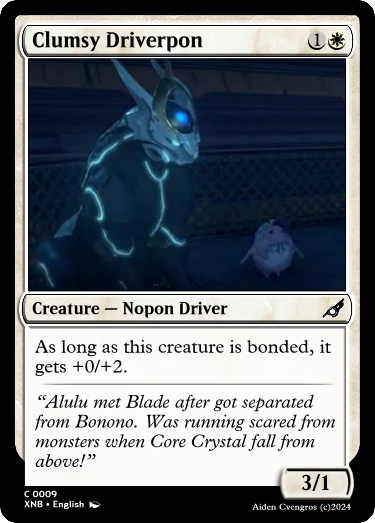 Clumsy Driverpon 1
Creature — Nopon Driver
As long as this creature is bonded, it
gets +0/+2.
“Alulu met Blade after got separated
from Bonono. Was running scared from
monsters when Core Crystal fall from
above!”
3/1
C 0009
XNB • English
Aiden Cvengros (c)2024